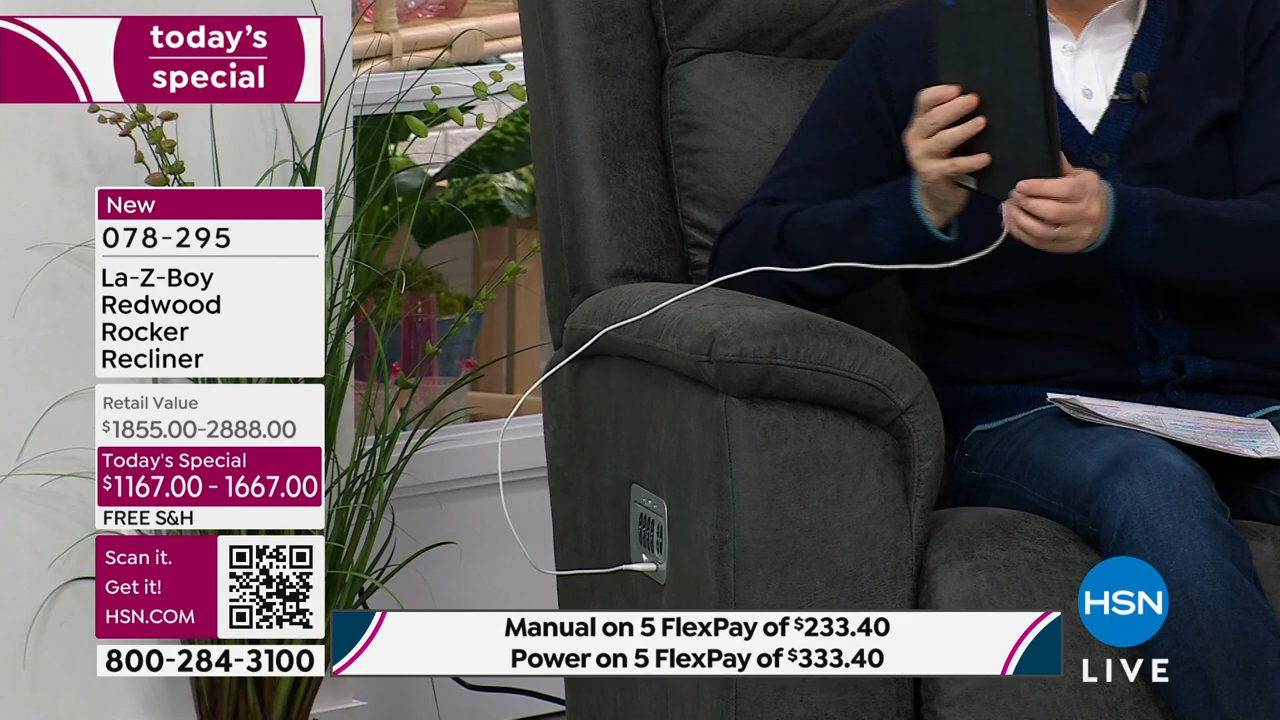 today's
special
New
078-295
La-Z-Boy
Redwood
Rocker
Recliner
Retail Value
$1855.00-2888.00
Today's Special
$1167.00 - 1667.00
FREE S&H
Scan it.
Get it!
HSN.COM
800-284-3100
Manual on 5 FlexPay of $233.40
Power on 5 FlexPay of $333.40
HSN
LIVE